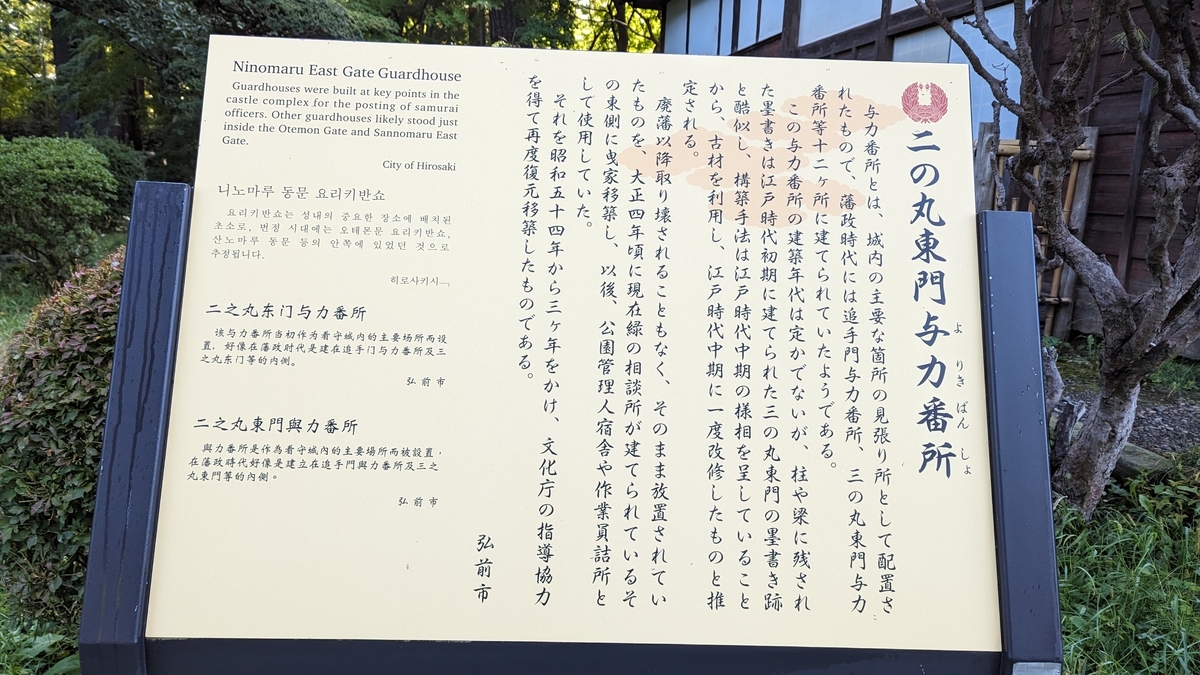 二の丸東門与力番所
よりきばんしょ
与力番所とは、城内の主要な箇所の見張り所として配置さ
れたもので、藩政時代には追手門与力番所、三の丸東門与力
番所等十二ヶ所に建てられていたようである。
この与力番所の建築年代は定かでないが、柱や梁に残され
た墨書きは江戸時代初期に建てられた三の丸東門の墨書き跡
と酷似し、構築手法は江戸時代中期の様相を呈していること
から、古材を利用し、江戸時代中期に一度改修したものと推
定される。
廃藩以降取り壊されることもなく、そのまま放置されてい
たものを、大正四年頃に現在緑の相談所が建てられているそ
の東側に曳家移築し、以後、公園管理人宿舎や作業員詰所と
して使用していた。
それを昭和五十四年から三ヶ年をかけ、文化庁の指導協力
を得て再度復元移築したものである。
弘前市
Ninomaru East Gate Guardhouse
Guardhouses were built at key points in the
castle complex for the posting of samurai
officers. Other guardhouses likely stood just
inside the Otemon Gate and Sannomaru East
Gate.
City of Hirosaki
니노마루 동문 요리키반쇼
요리키반쇼는 성내의 중요한 장소에 배치된
초소로, 번정 시대에는 오테몬문 요리키반쇼,
산노마루 동문 등의 안쪽에 있었던 것으로
추정됩니다.
히로사키시
二之丸东门与力番所
该与力番所当初作为看守城内的主要场所而设
置，好像在藩政时代是建在追手门与力番所及三
之丸东门等的内侧。
弘前市
二之丸東門與力番所
與力番所是作為看守城內的主要場所而被設置，
在藩政時代好像是建立在追手門與力番所及三之
丸東門等的內側。
弘前市